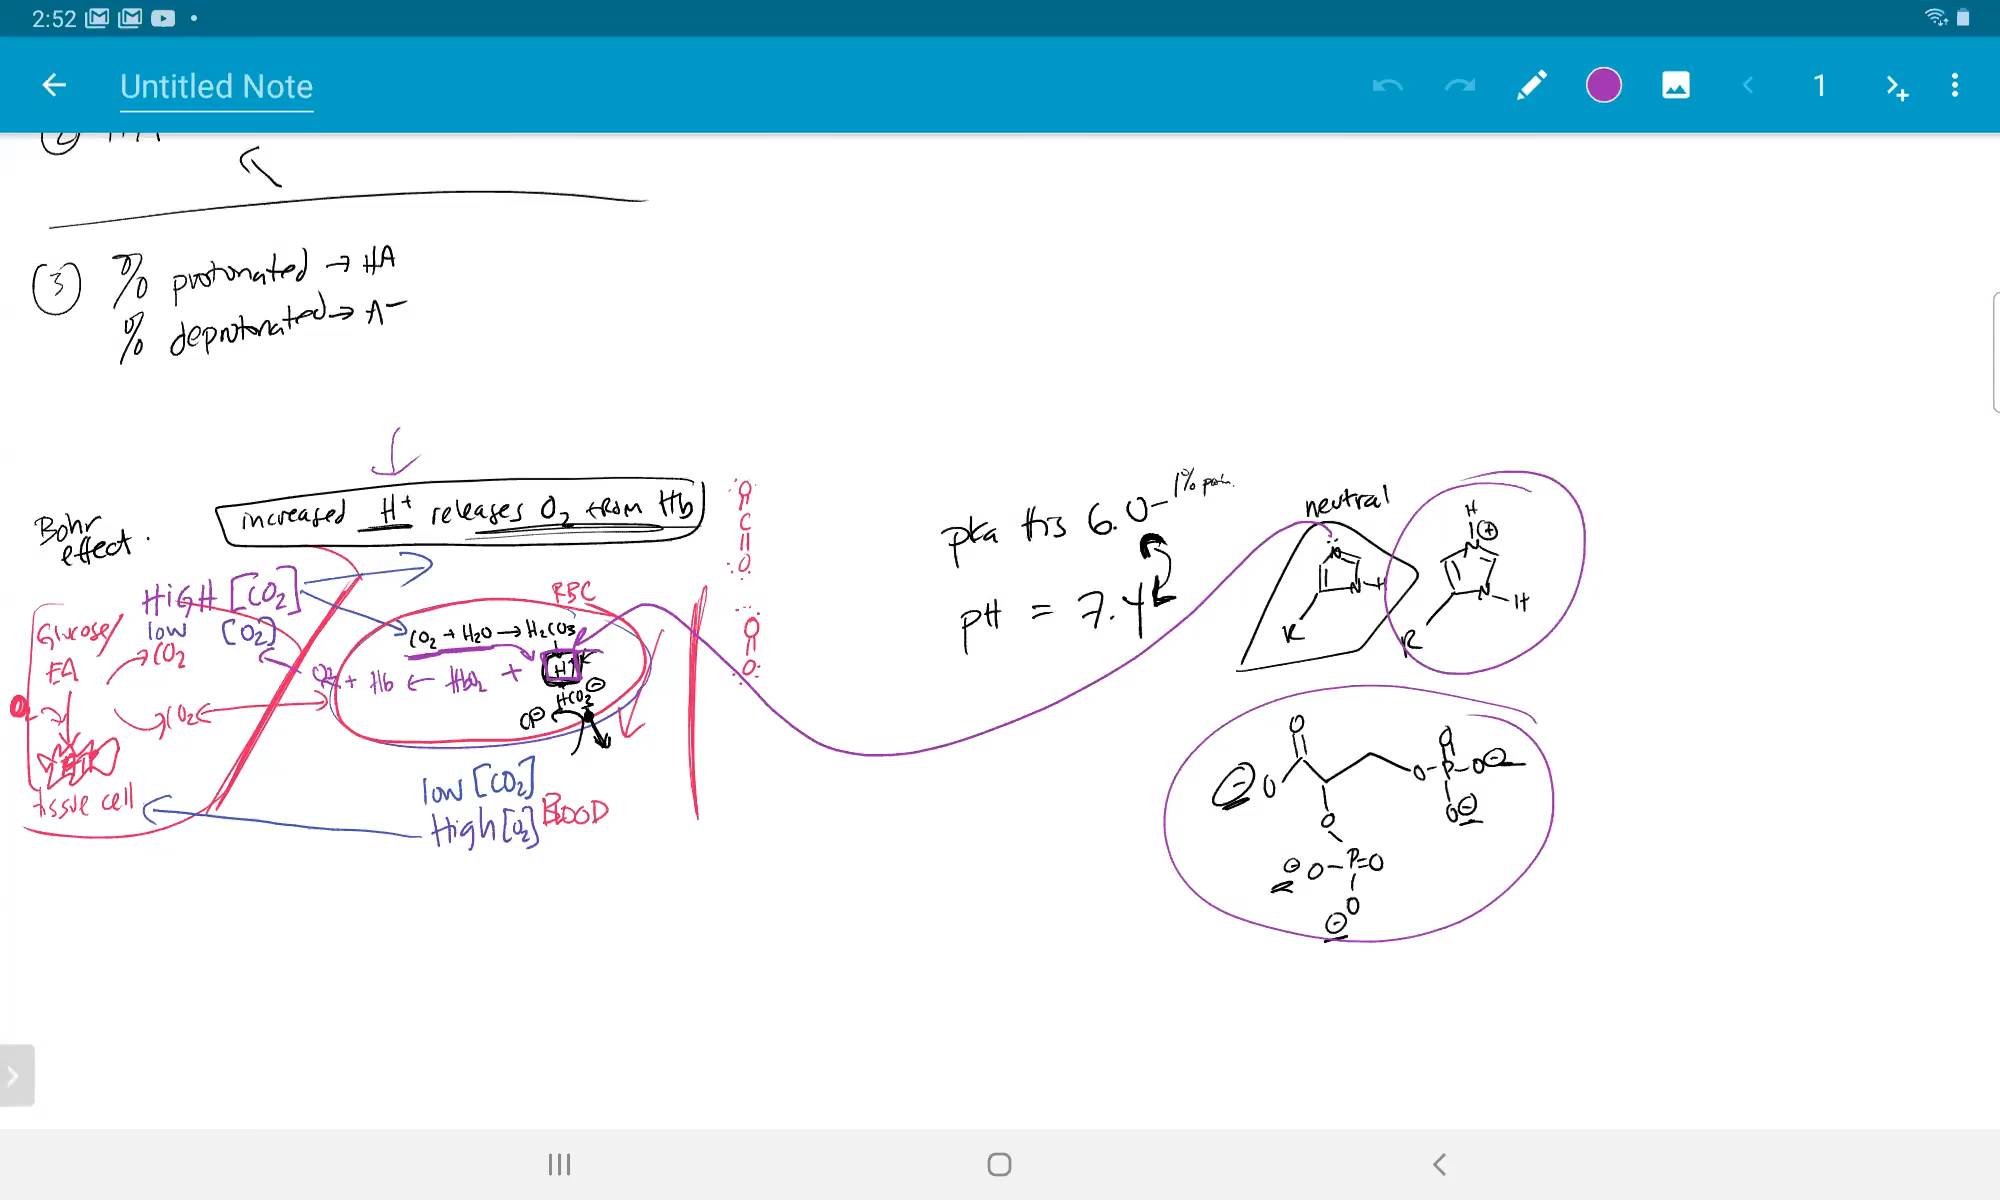 2:52
Untitled Note
1
③ % protonated → HA
% deprotonated → A⁻
Bohr effect.
increased H⁺ releases O₂ from Hb
HIGH [CO₂]
low [O₂]
Glucose/
FA
→ CO₂
CO₂
O₂
tissue cell
RBC
CO₂ + H₂O → H₂CO₃
O₂ + Hb ← HbO₂ + H⁺
HCO₃ ⊖
Cl⊖
low [CO₂]
High [O₂] BLOOD
O
C
O
O
O
pKa His 6.0 – 1%
pH = 7.4
neutral
N
N-H
R
H
N ⊕
N-H
R
O
⊖ O
O-P-O⊖
O
O⊖
O
⊖ O-P=O
O
⊖